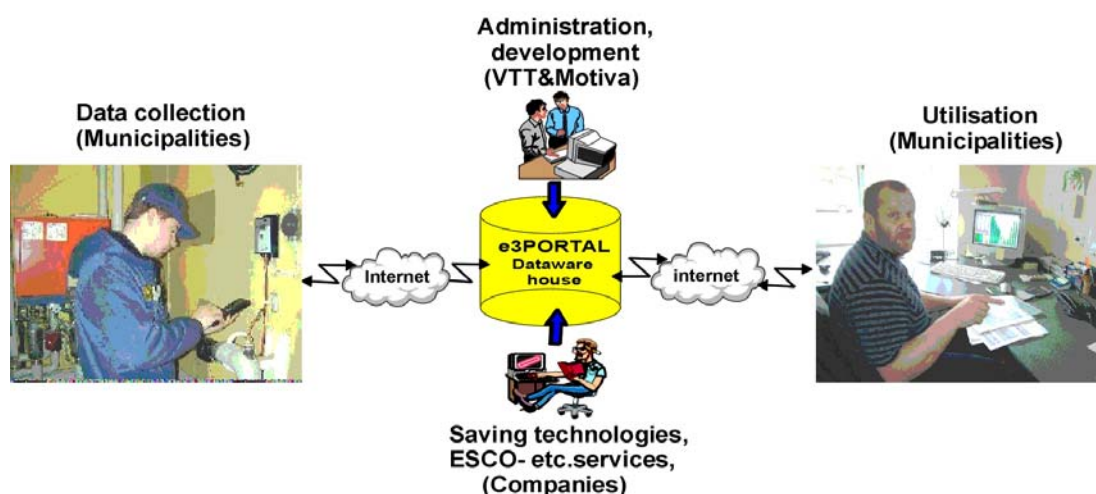 Administration,
development
(VTT&Motiva)
Data collection
(Municipalities)
Utilisation
(Municipalities)
Internet
e3PORTAL
Dataware
house
internet
Saving technologies,
ESCO- etc.services,
(Companies)